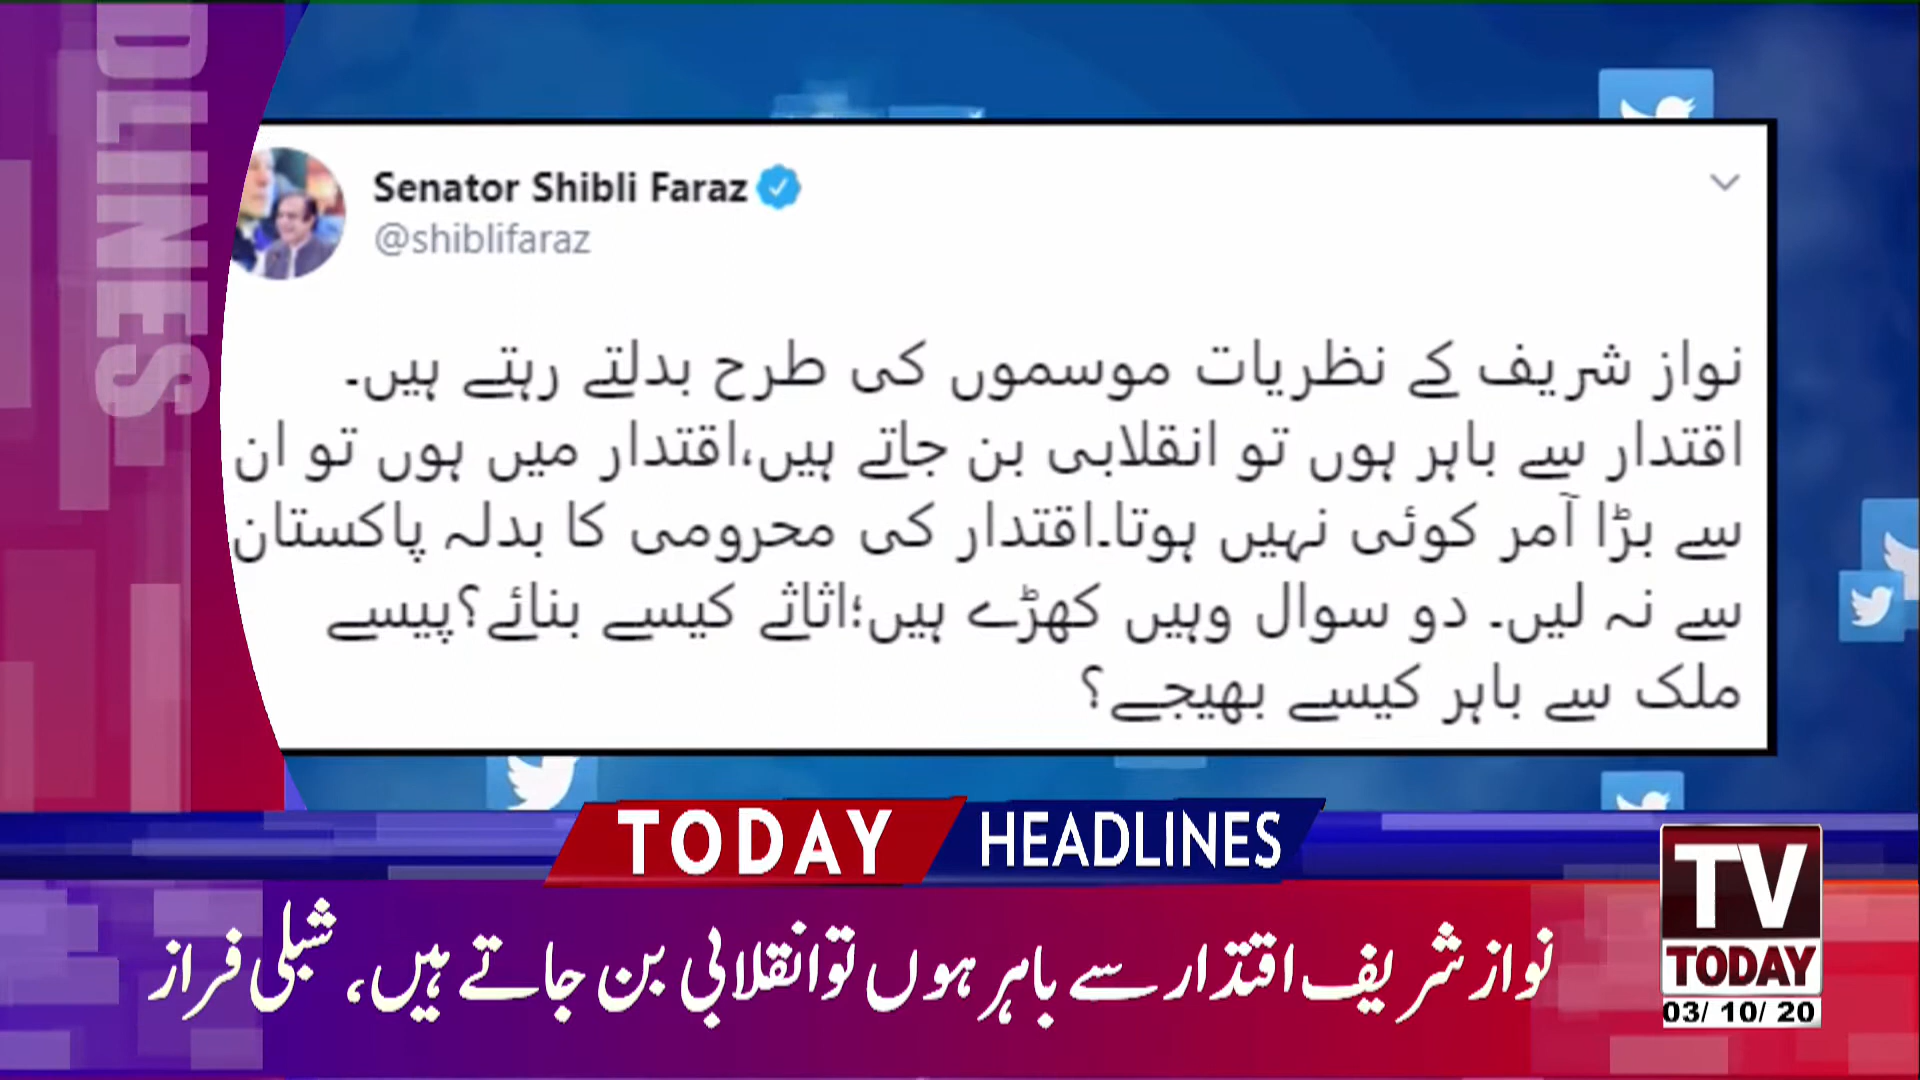 DLINES
Senator Shibli Faraz
@shiblifaraz
نواز شریف کے نظریات موسموں کی طرح بدلتے رہتے ہیں۔
اقتدار سے باہر ہوں تو انقلابی بن جاتے ہیں،اقتدار میں ہوں تو ان
سے بڑا آمر کوئی نہیں ہوتا۔اقتدار کی محرومی کا بدلہ پاکستان
سے نہ لیں۔ دو سوال وہیں کھڑے ہیں؛اثاثے کیسے بنائے؟پیسے
ملک سے باہر کیسے بھیجے؟
TODAY HEADLINES
نواز شریف اقتدار سے باہر ہوں تو انقلابی بن جاتے ہیں، شبلی فراز
TV
TODAY
03/ 10/ 20